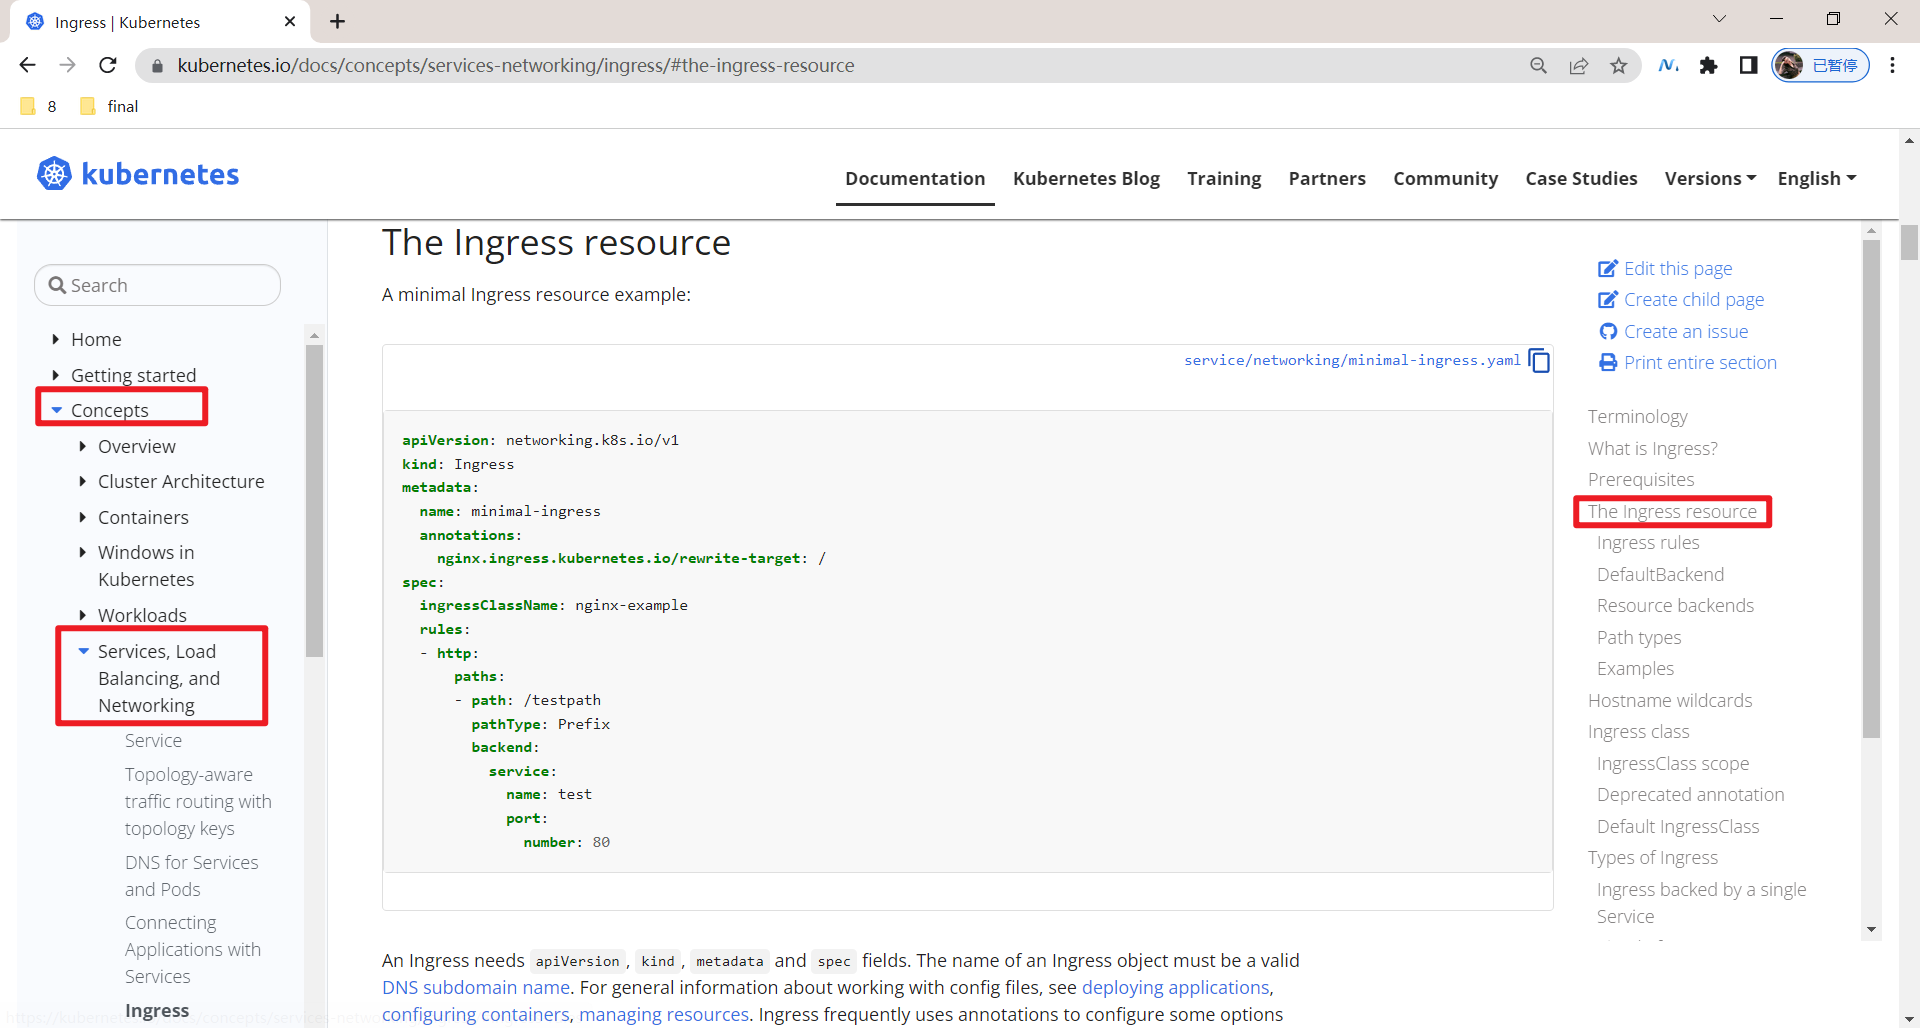 Ingress | Kubernetes
kubernetes.io/docs/concepts/services-networking/ingress/#the-ingress-resource
已暂停
8
final
kubernetes
Documentation
Kubernetes Blog
Training
Partners
Community
Case Studies
Versions
English
Search
Home
Getting started
Concepts
Overview
Cluster Architecture
Containers
Windows in
Kubernetes
Workloads
Services, Load
Balancing, and
Networking
Service
Topology-aware
traffic routing with
topology keys
DNS for Services
and Pods
Connecting
Applications with
Services
Ingress
The Ingress resource
A minimal Ingress resource example:
service/networking/minimal-ingress.yaml
apiVersion: networking.k8s.io/v1
kind: Ingress
metadata:
  name: minimal-ingress
  annotations:
    nginx.ingress.kubernetes.io/rewrite-target: /
spec:
  ingressClassName: nginx-example
  rules:
  - http:
      paths:
      - path: /testpath
        pathType: Prefix
        backend:
          service:
            name: test
            port:
              number: 80
An Ingress needs apiVersion, kind, metadata and spec fields. The name of an Ingress object must be a valid
DNS subdomain name. For general information about working with config files, see deploying applications,
configuring containers, managing resources. Ingress frequently uses annotations to configure some options
Edit this page
Create child page
Create an issue
Print entire section
Terminology
What is Ingress?
Prerequisites
The Ingress resource
Ingress rules
DefaultBackend
Resource backends
Path types
Examples
Hostname wildcards
Ingress class
IngressClass scope
Deprecated annotation
Default IngressClass
Types of Ingress
Ingress backed by a single
Service